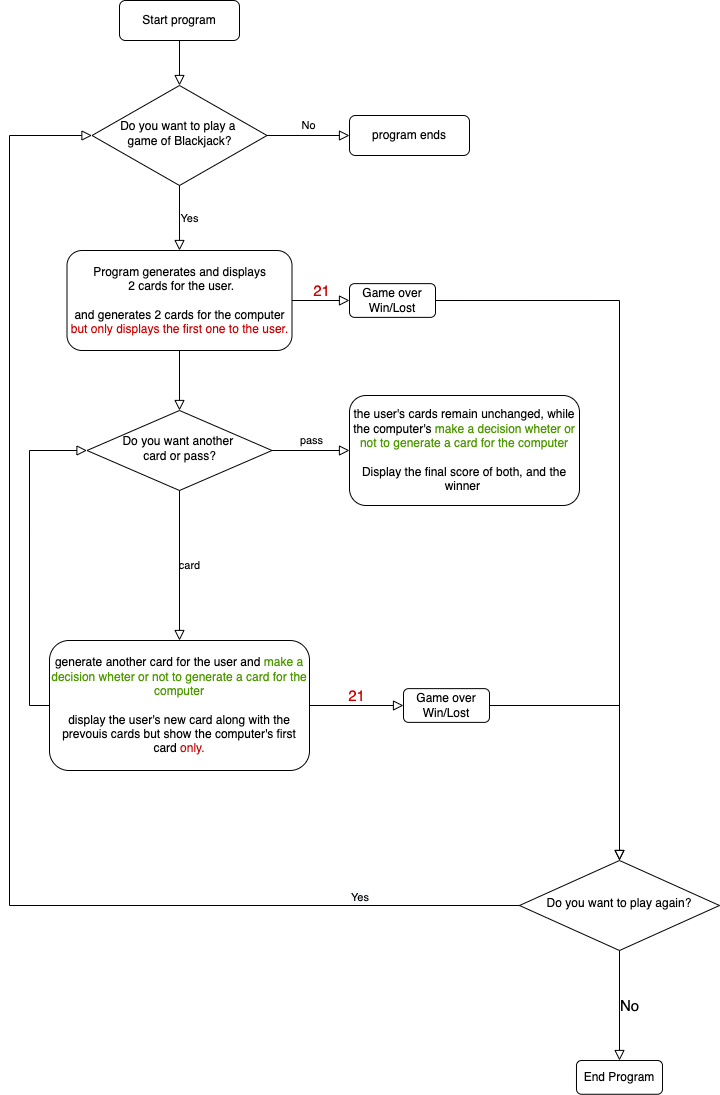 Start program
Do you want to play a
game of Blackjack?
No
program ends
Yes
Program generates and displays
2 cards for the user.
and generates 2 cards for the computer
but only displays the first one to the user.
21
Game over
Win/Lost
Do you want another
card or pass?
pass
the user's cards remain unchanged, while
the computer's make a decision wheter or
not to generate a card for the computer
Display the final score of both, and the
winner
card
generate another card for the user and make a
decision wheter or not to generate a card for the
computer
display the user's new card along with the
prevouis cards but show the computer's first
card only.
21
Game over
Win/Lost
Yes
Do you want to play again?
No
End Program